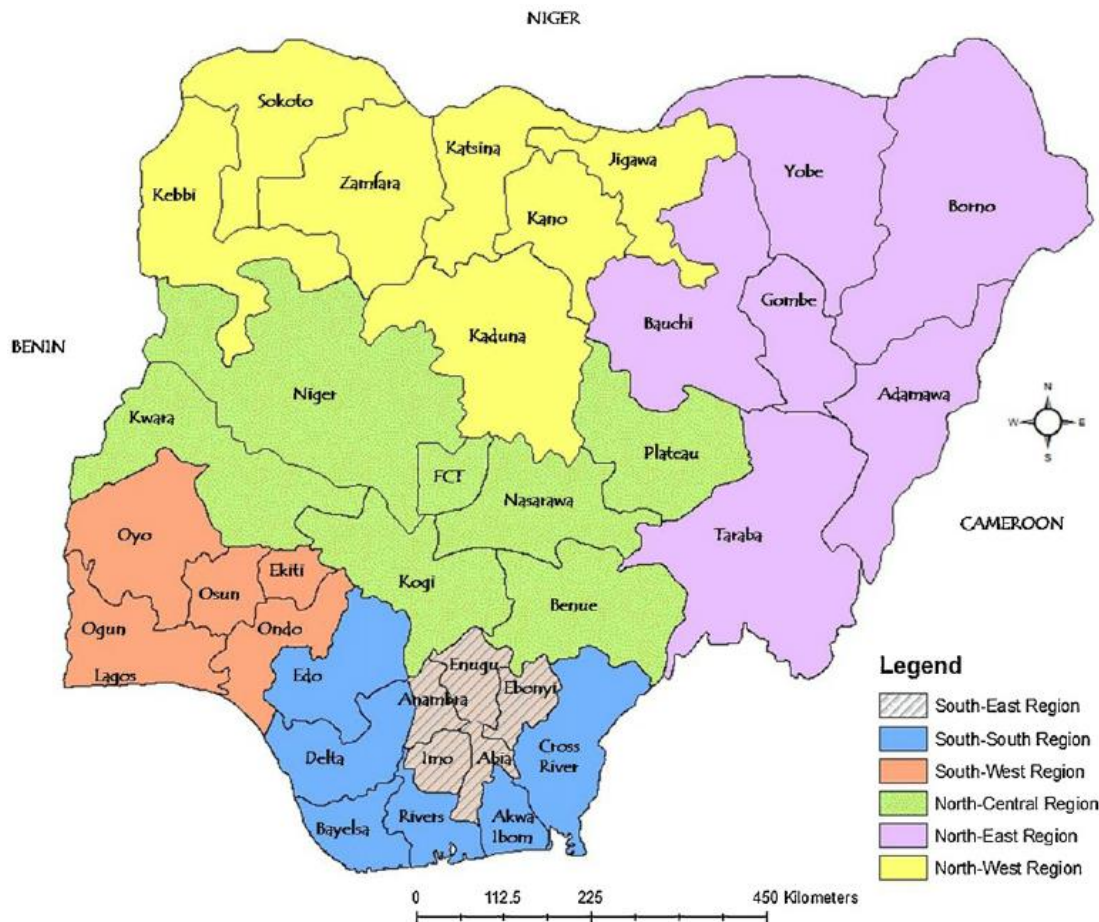 NIGER
Sokoto
Katsina
Jigawa
Yobe
Kebbi
Zamfara
Kano
Borno
Gombe
Bauchi
Kaduna
BENIN
Niger
Adamawa
Kwara
N
W E
S
Plateau
FCT
Nasarawa
CAMEROON
Oyo
Taraba
Ekiti
Kogi
Osun
Benue
Ogun
Ondo
Lagos
Edo
Enugu
Anambra
Ebonyi
Delta
Imo
Abia
Cross
River
Bayelsa
Rivers
Akwa
Ibom
Legend
South-East Region
South-South Region
South-West Region
North-Central Region
North-East Region
North-West Region
0 112.5 225 450 Kilometers